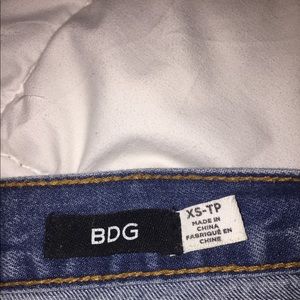 BDG
XS-TP
MADE IN
CHINA
FABRIQUÉ EN
CHINE